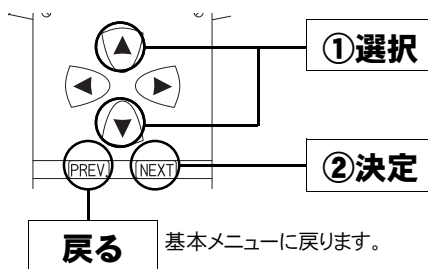 ①選択
PREV.
NEXT
②決定
戻る
基本メニューに戻ります。